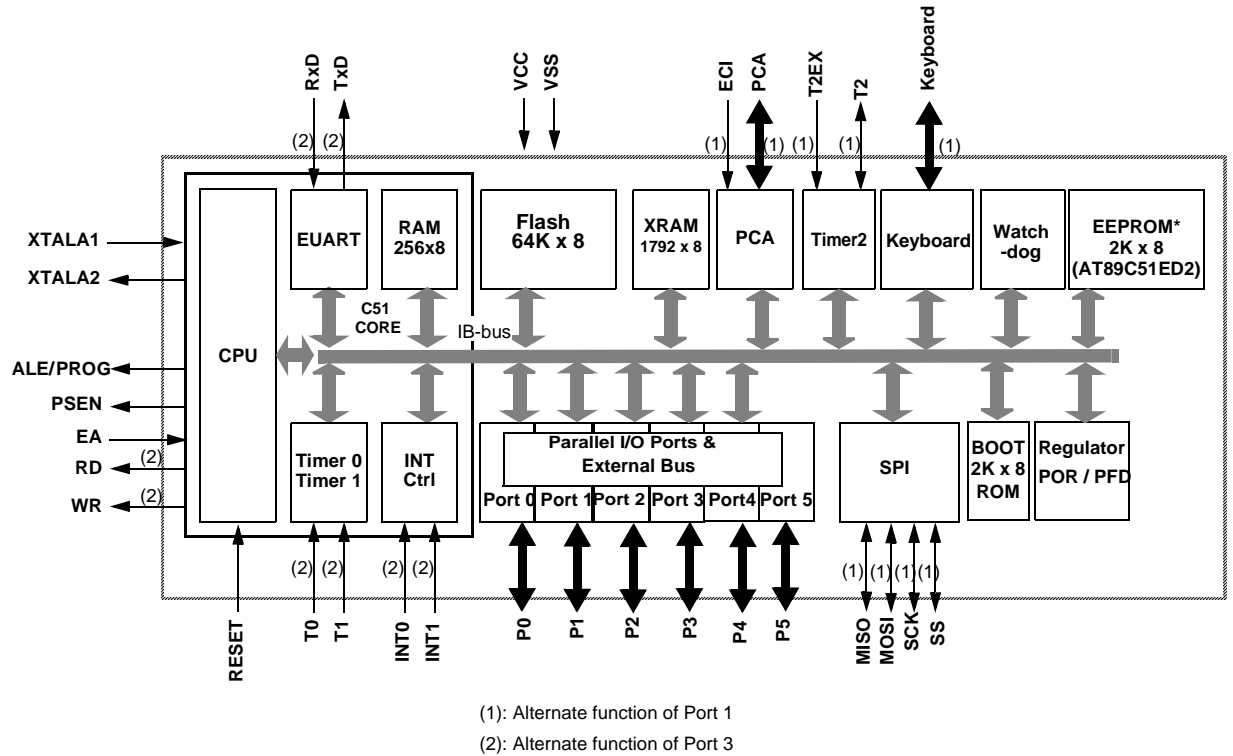 RxD
TxD
VCC
VSS
ECI
PCA
T2EX
T2
Keyboard
(2)
(2)
(1)
(1)
(1)
(1)
(1)
XTALA1
XTALA2
ALE/PROG
PSEN
EA
RD
(2)
WR
(2)
CPU
EUART
RAM
256x8
C51
CORE
IB-bus
Flash
64K x 8
XRAM
1792 x 8
PCA
Timer2
Keyboard
Watch
-dog
EEPROM*
2K x 8
(AT89C51ED2)
Timer 0
Timer 1
INT
Ctrl
Parallel I/O Ports &
External Bus
Port 0
Port 1
Port 2
Port 3
Port4
Port 5
SPI
BOOT
2K x 8
ROM
Regulator
POR / PFD
(2)
(2)
(2)
(2)
(1)
(1)
(1)
(1)
RESET
T0
T1
INT0
INT1
P0
P1
P2
P3
P4
P5
MISO
MOSI
SCK
SS
(1): Alternate function of Port 1
(2): Alternate function of Port 3